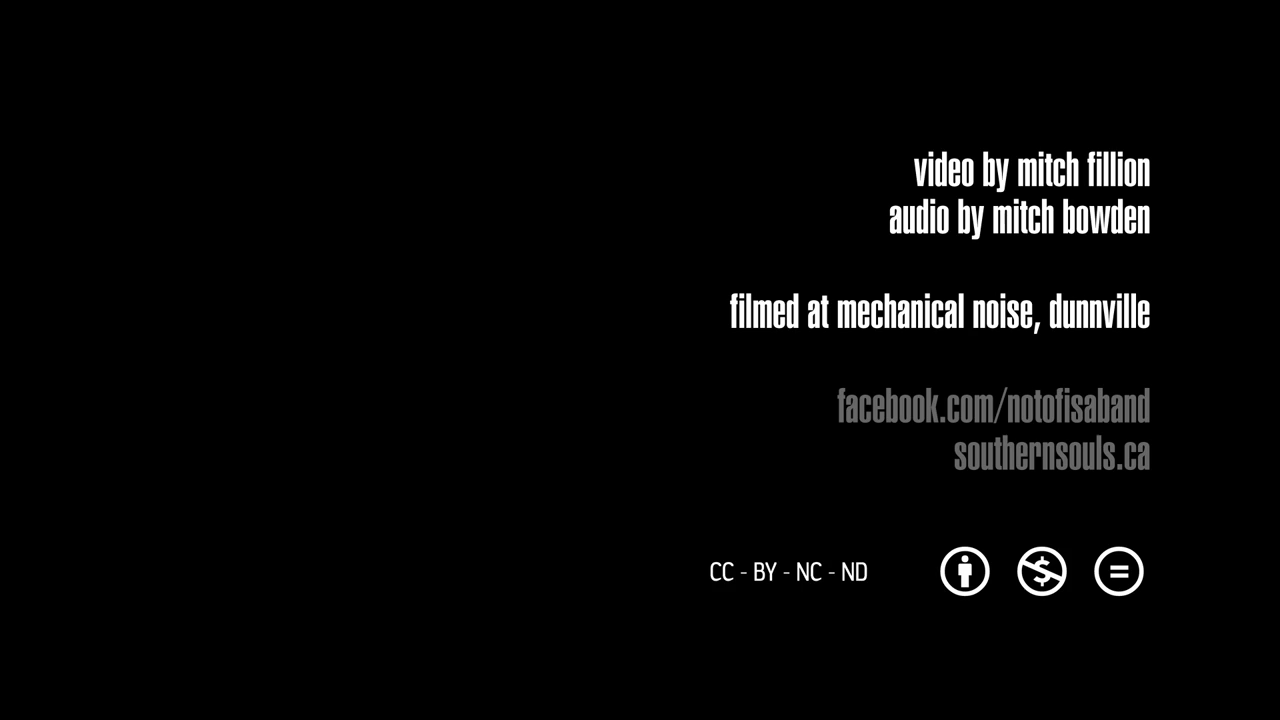 video by mitch fillion
audio by mitch bowden
filmed at mechanical noise, dunnville
facebook.com/notofisaband
southernsouls.ca
CC - BY - NC - ND